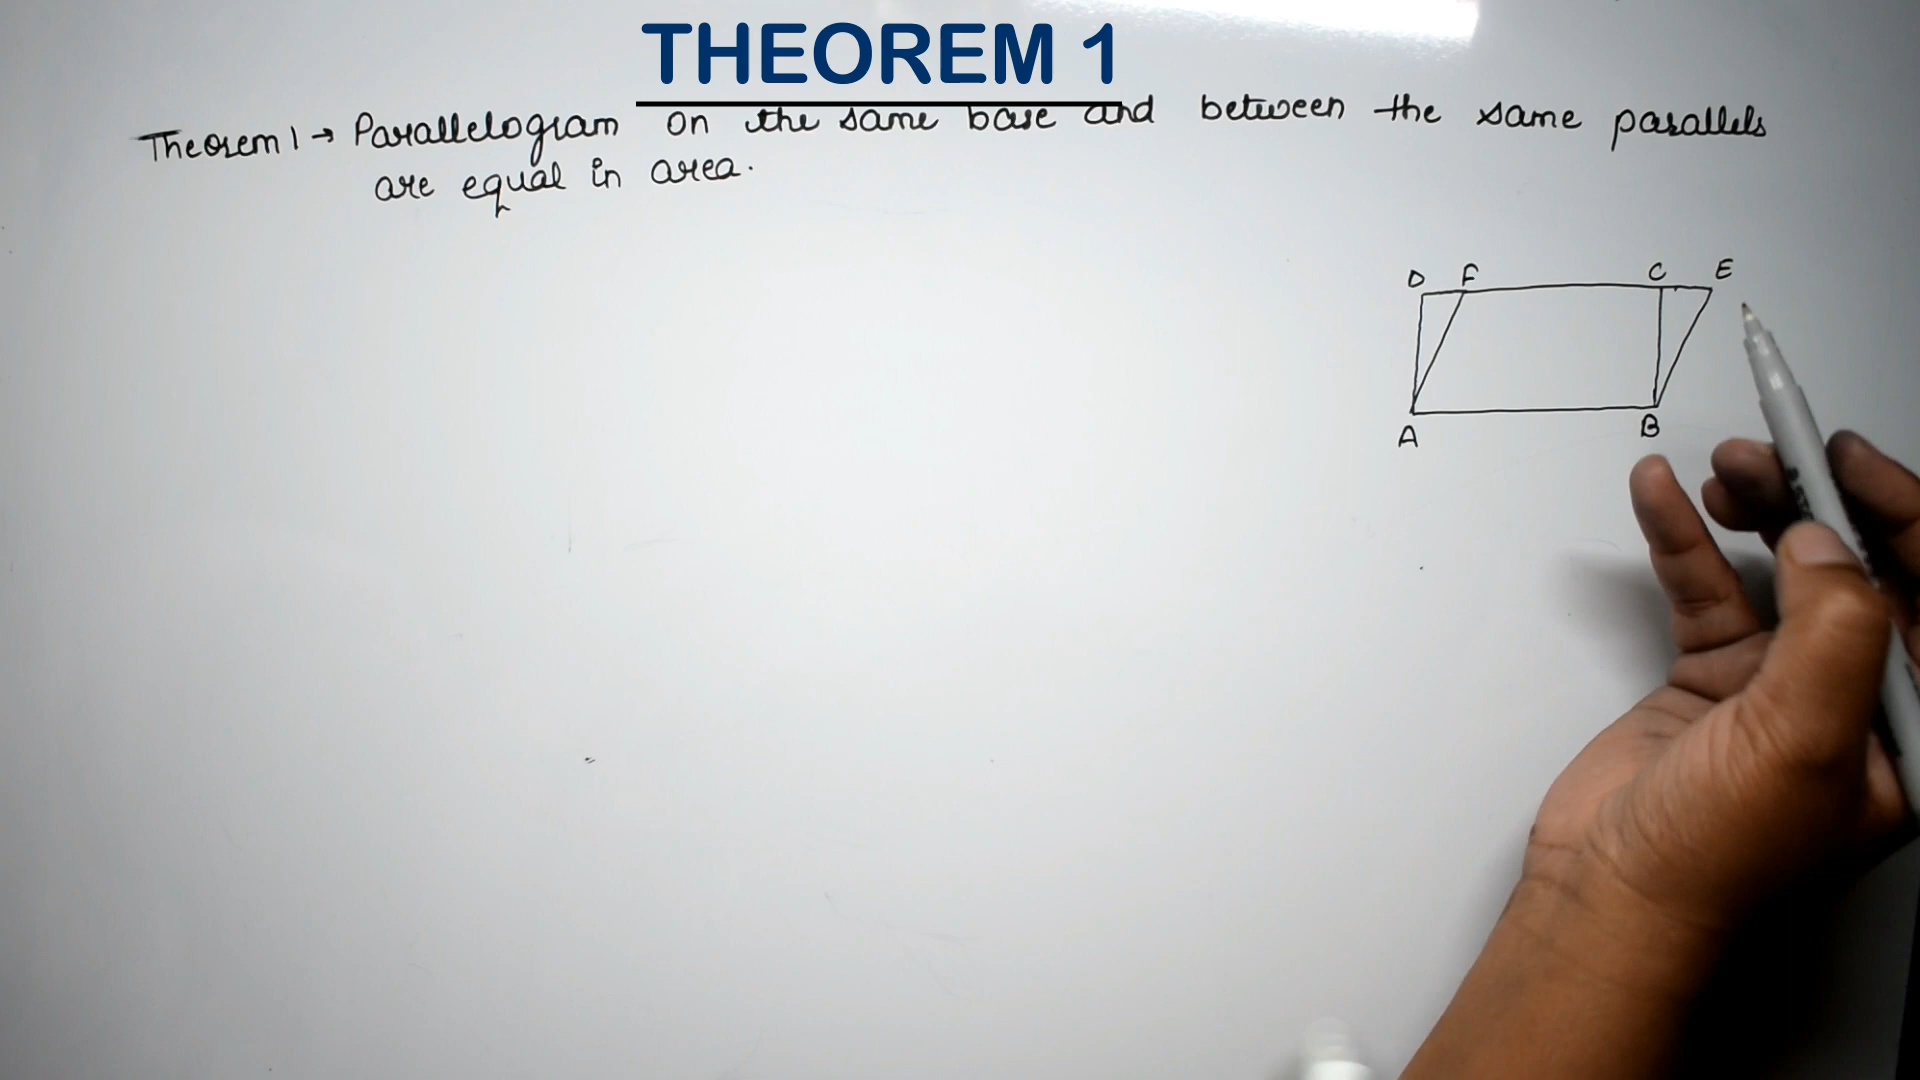 THEOREM 1
Theorem 1 → Parallelogram on the same base and between the same parallels
are equal in area.
D F C E
A B